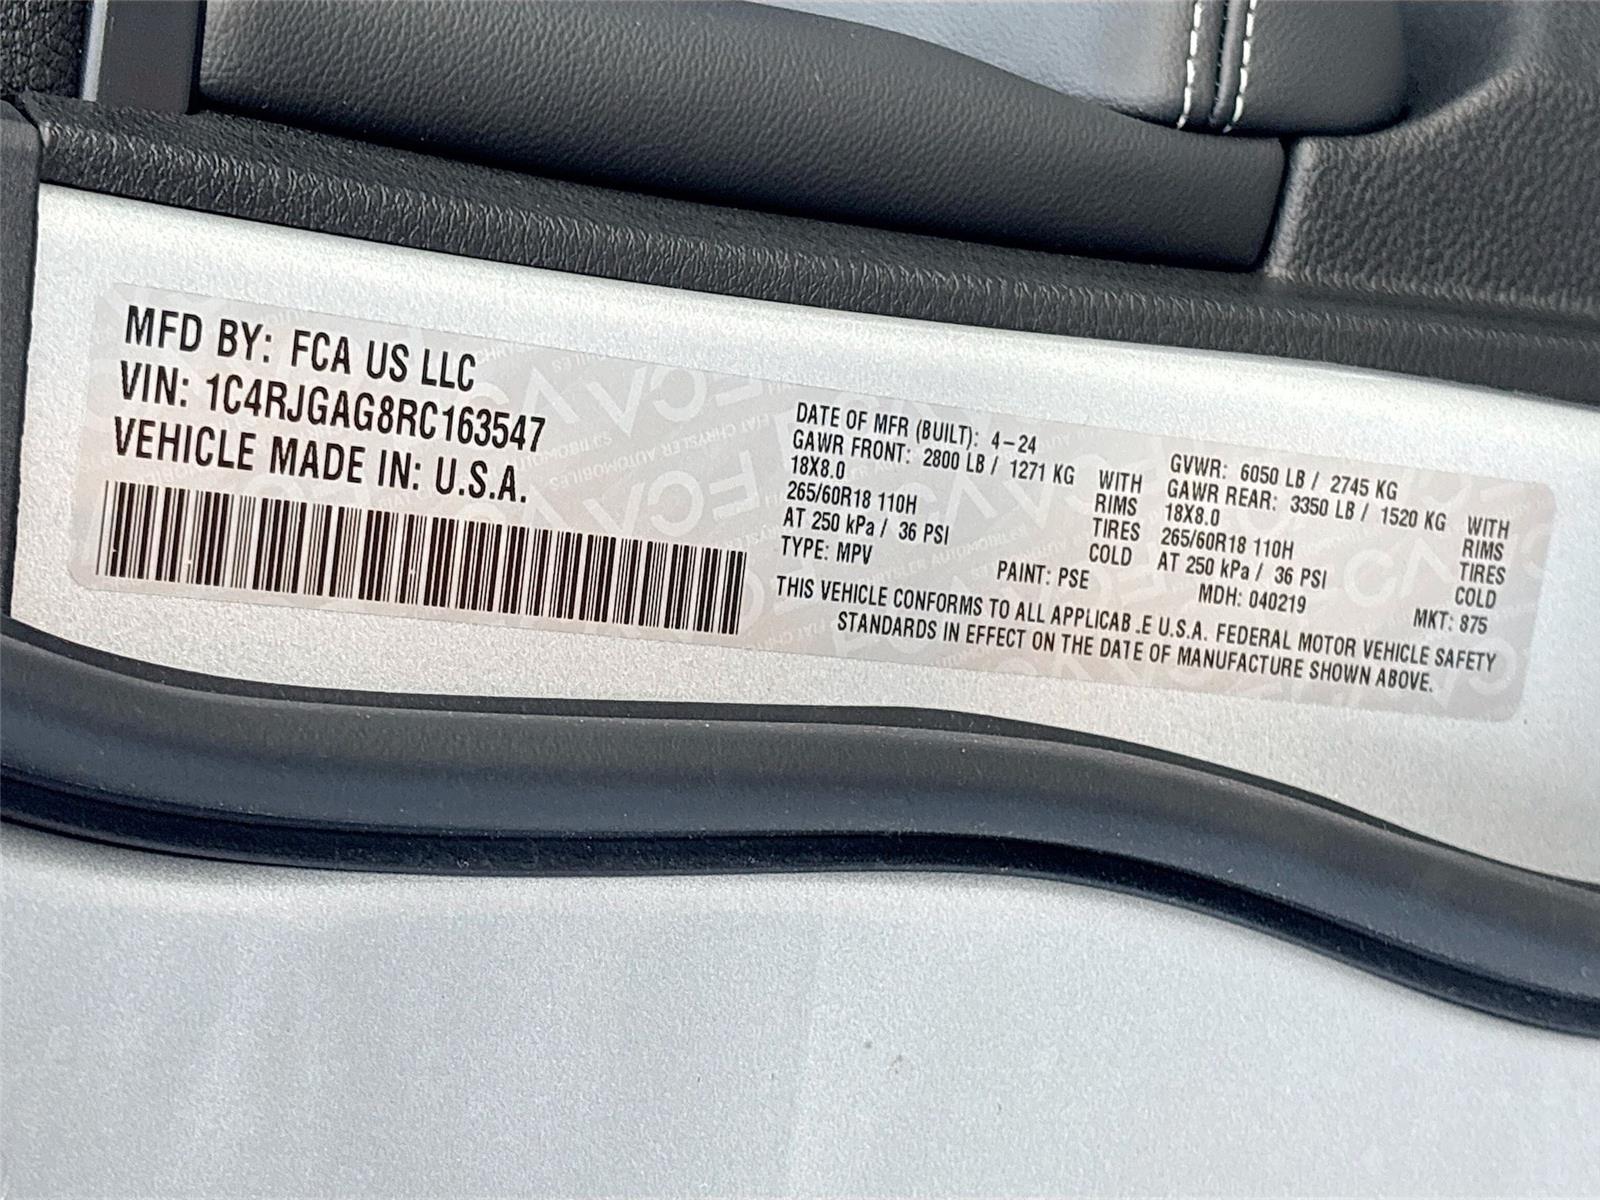 MFD BY: FCA US LLC
VIN: 1C4RJGAG8RC163547
VEHICLE MADE IN: U.S.A.
DATE OF MFR (BUILT): 4-24
GAWR FRONT: 2800 LB / 1271 KG WITH
18X8.0 RIMS
265/60R18 110H TIRES
AT 250 kPa / 36 PSI COLD
TYPE: MPV
PAINT: PSE
GVWR: 6050 LB / 2745 KG
GAWR REAR: 3350 LB / 1520 KG WITH
18X8.0 RIMS
265/60R18 110H TIRES
AT 250 kPa / 36 PSI COLD
MDH: 040219
MKT: 875
THIS VEHICLE CONFORMS TO ALL APPLICAB.E U.S.A. FEDERAL MOTOR VEHICLE SAFETY
STANDARDS IN EFFECT ON THE DATE OF MANUFACTURE SHOWN ABOVE.